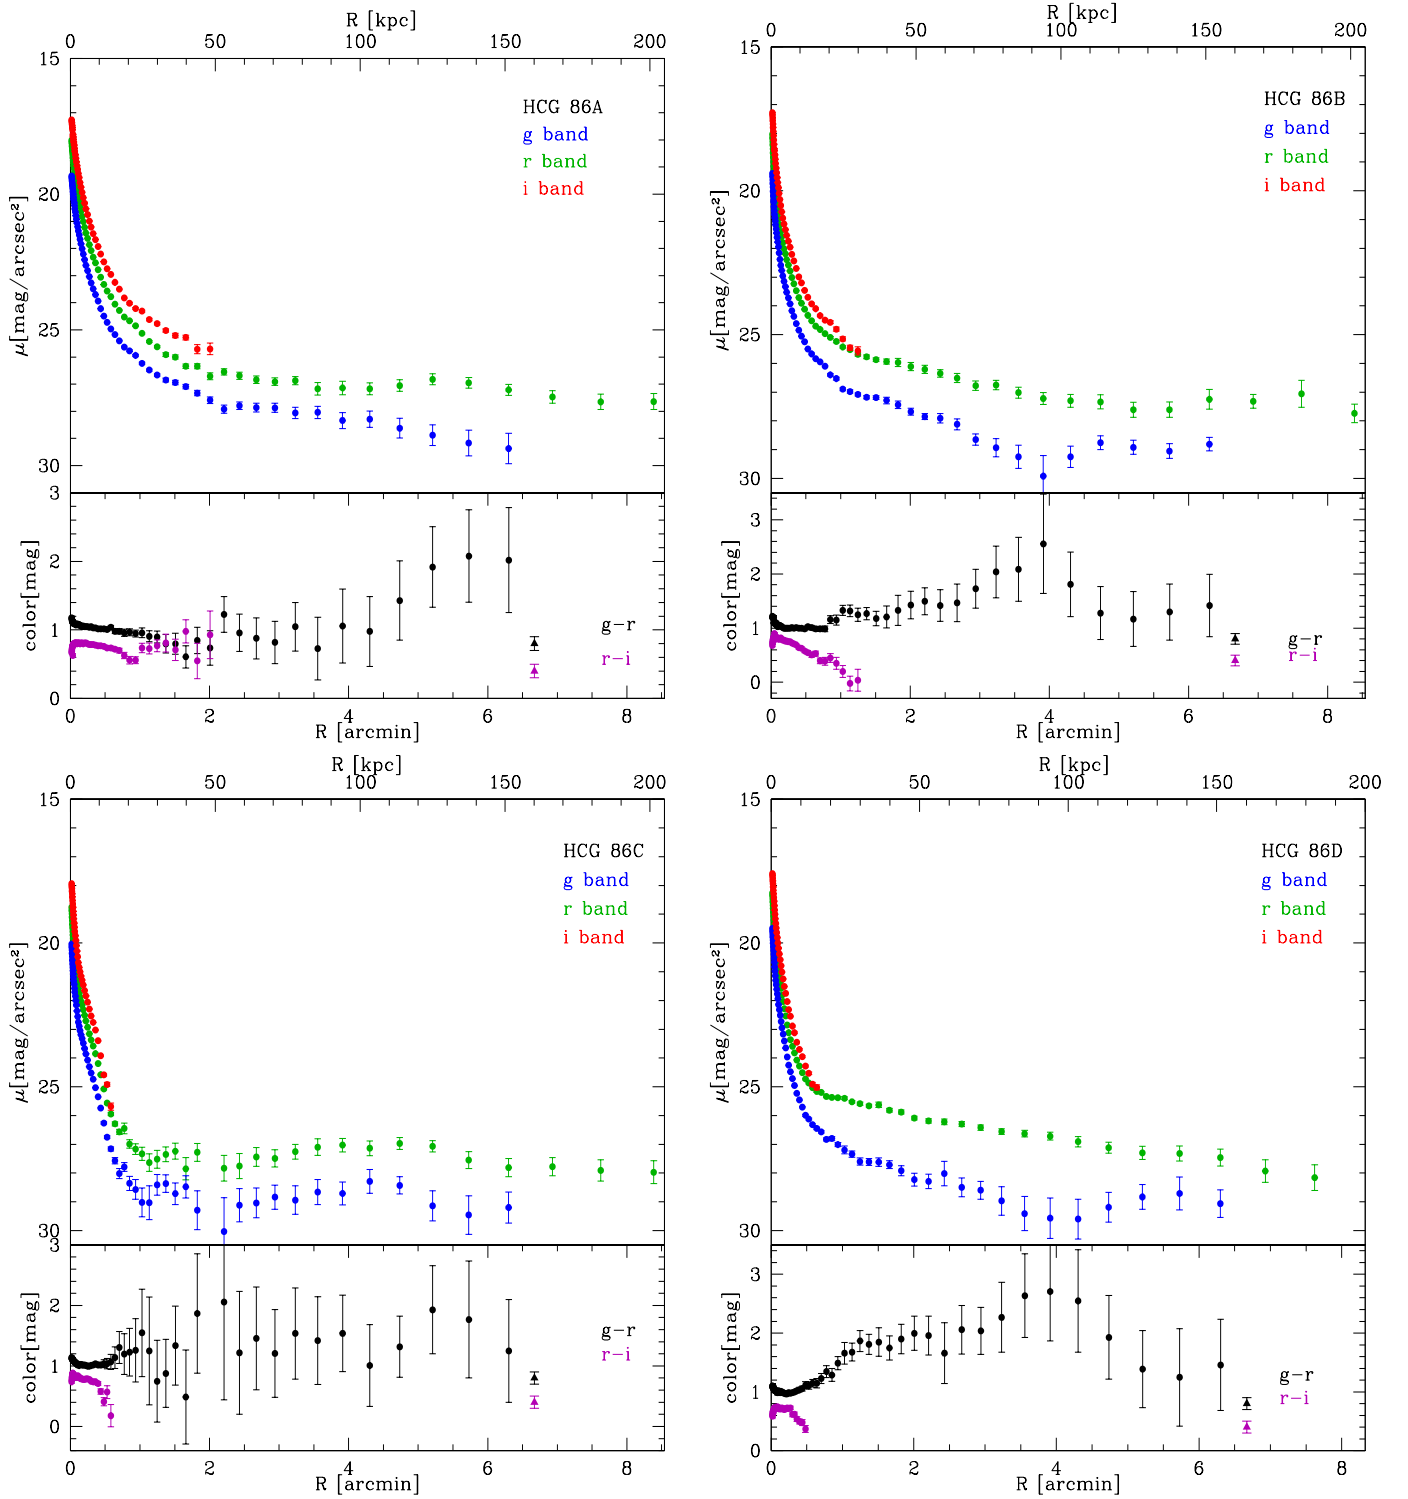 R [kpc]
0 50 100 150 200
15
20
25
30
μ[mag/arcsec²]
HCG 86A
g band
r band
i band
3
2
1
0
color[mag]
g-r
r-i
0 2 4 6 8
R [arcmin]
R [kpc]
0 50 100 150 200
15
20
25
30
μ[mag/arcsec²]
HCG 86B
g band
r band
i band
3
2
1
0
color[mag]
g-r
r-i
0 2 4 6 8
R [arcmin]
R [kpc]
0 50 100 150 200
15
20
25
30
μ[mag/arcsec²]
HCG 86C
g band
r band
i band
3
2
1
0
color[mag]
g-r
r-i
0 2 4 6 8
R [arcmin]
R [kpc]
0 50 100 150 200
15
20
25
30
μ[mag/arcsec²]
HCG 86D
g band
r band
i band
3
2
1
0
color[mag]
g-r
r-i
0 2 4 6 8
R [arcmin]